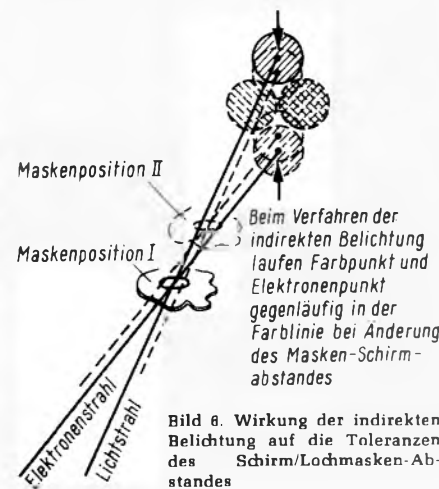 Maskenposition II
Maskenposition I
Beim Verfahren der
indirekten Belichtung
laufen Farbpunkt und
Elektronenpunkt
gegenläufig in der
Farblinie bei Änderung
des Masken-Schirm-
abstandes
Elektronenstrahl
Lichtstrahl
Bild 6. Wirkung der indirekten
Belichtung auf die Toleranzen
des Schirm/Lochmasken-Ab-
standes